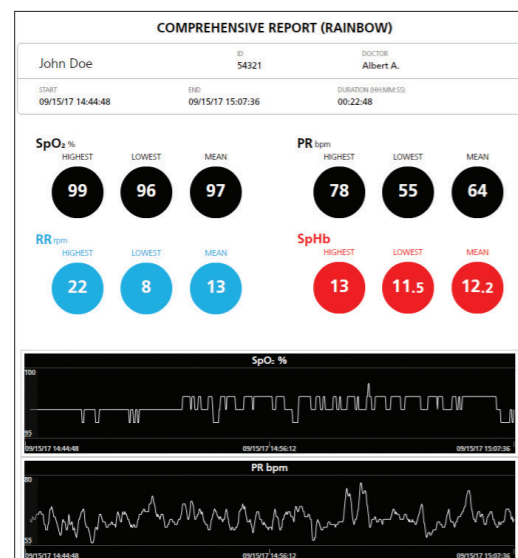 COMPREHENSIVE REPORT (RAINBOW)
John Doe
ID
54321
DOCTOR
Albert A.
START
09/15/17 14:44:48
END
09/15/17 15:07:36
DURATION (HH:MM:SS)
00:22:48
SpO₂ %
HIGHEST LOWEST MEAN
99 96 97
PR bpm
HIGHEST LOWEST MEAN
78 55 64
RR rpm
HIGHEST LOWEST MEAN
22 8 13
SpHb
HIGHEST LOWEST MEAN
13 11.5 12.2
SpO₂ %
100
95
09/15/17 14:44:48 09/15/17 14:56:12 09/15/17 15:07:36
PR bpm
80
55
09/15/17 14:44:48 09/15/17 14:56:12 09/15/17 15:07:36